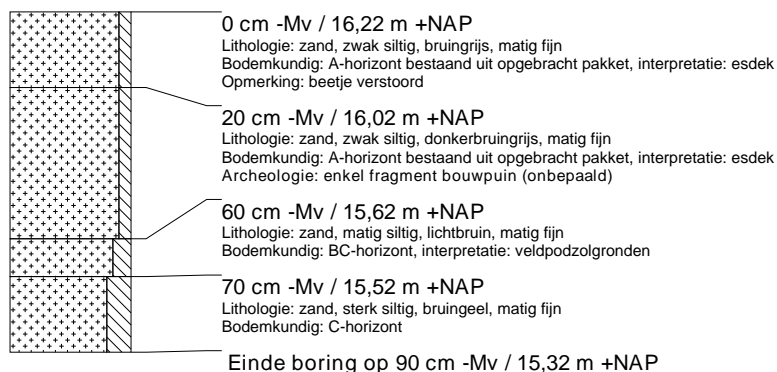 0 cm -Mv / 16,22 m +NAP
Lithologie: zand, zwak siltig, bruingrijs, matig fijn
Bodemkundig: A-horizont bestaand uit opgebracht pakket, interpretatie: esdek
Opmerking: beetje verstoord
20 cm -Mv / 16,02 m +NAP
Lithologie: zand, zwak siltig, donkerbruingrijs, matig fijn
Bodemkundig: A-horizont bestaand uit opgebracht pakket, interpretatie: esdek
Archeologie: enkel fragment bouwpuin (onbepaald)
60 cm -Mv / 15,62 m +NAP
Lithologie: zand, matig siltig, lichtbruin, matig fijn
Bodemkundig: BC-horizont, interpretatie: veldpodzolgronden
70 cm -Mv / 15,52 m +NAP
Lithologie: zand, sterk siltig, bruingeel, matig fijn
Bodemkundig: C-horizont
Einde boring op 90 cm -Mv / 15,32 m +NAP